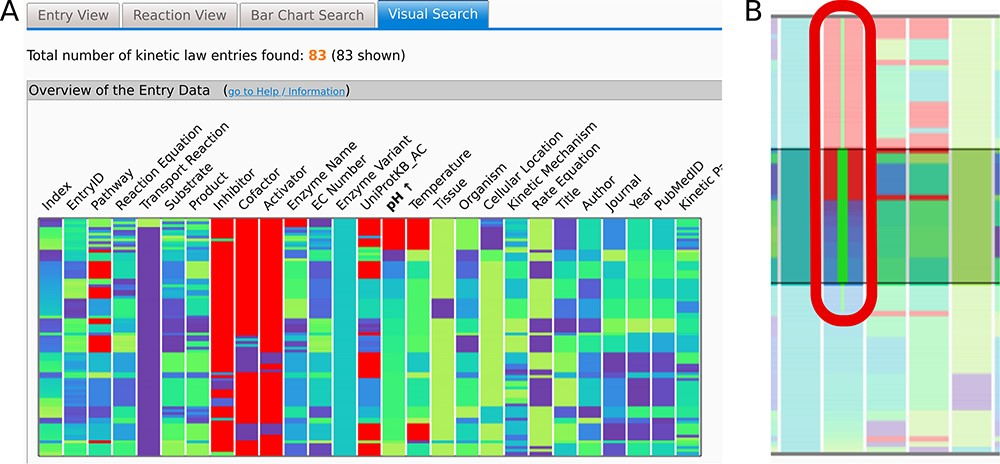 A
Entry View
Reaction View
Bar Chart Search
Visual Search
Total number of kinetic law entries found: 83 (83 shown)
Overview of the Entry Data (go to Help / Information)
Index
EntryID
Pathway
Reaction Equation
Transport Reaction
Substrate
Product
Inhibitor
Cofactor
Activator
Enzyme Name
EC Number
Enzyme Variant
UniProtKB_AC
pH ↑
Temperature
Tissue
Organism
Cellular Location
Kinetic Mechanism
Rate Equation
Title
Author
Journal
Year
PubMedID
Kinetic
B